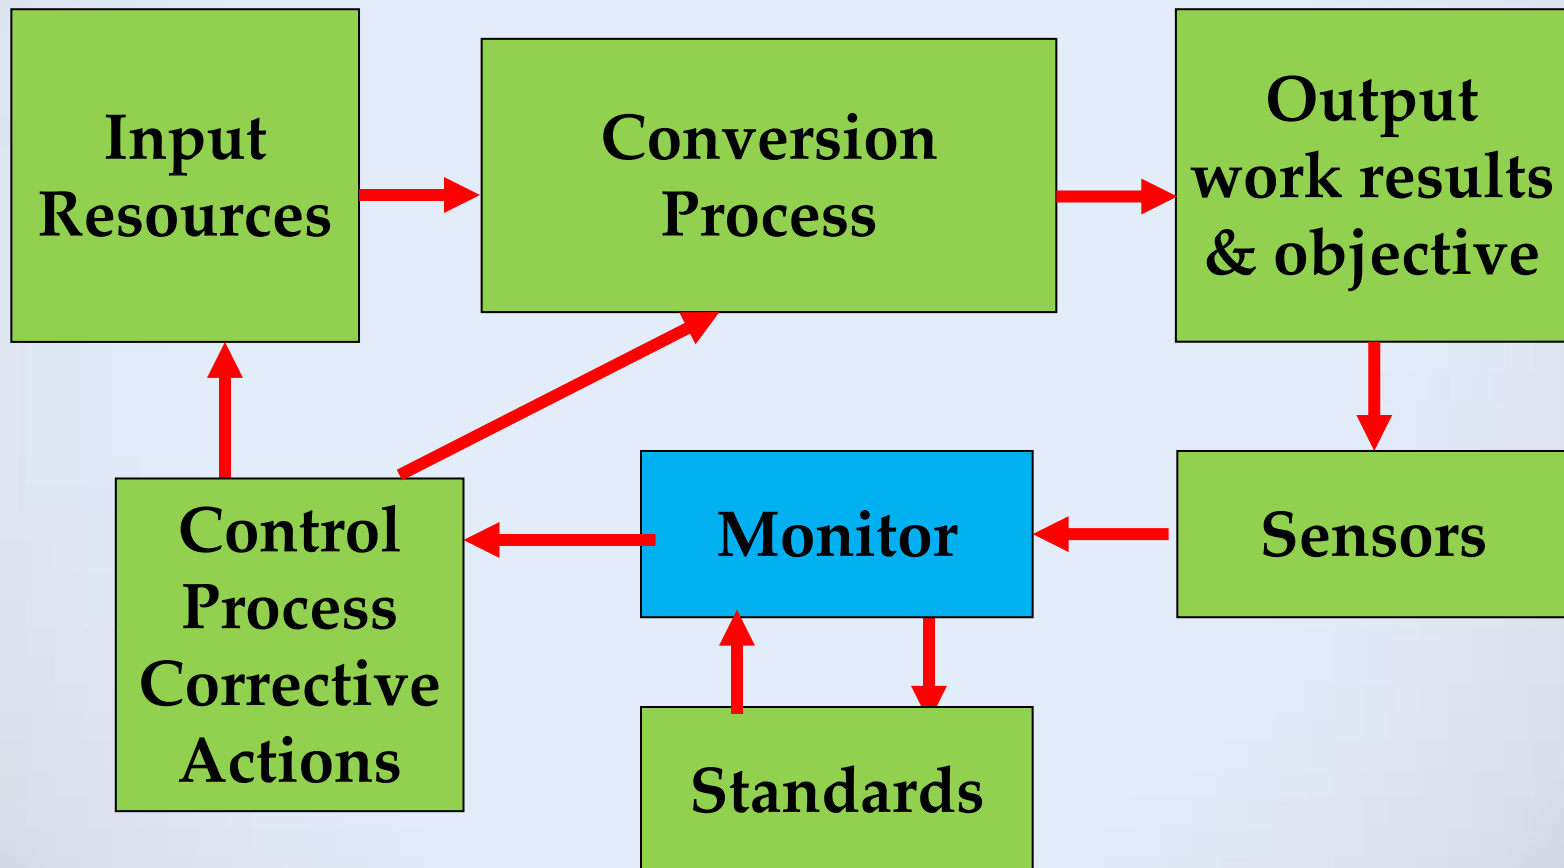 Input
Resources
Conversion
Process
Output
work results
& objective
Control
Process
Corrective
Actions
Monitor
Sensors
Standards